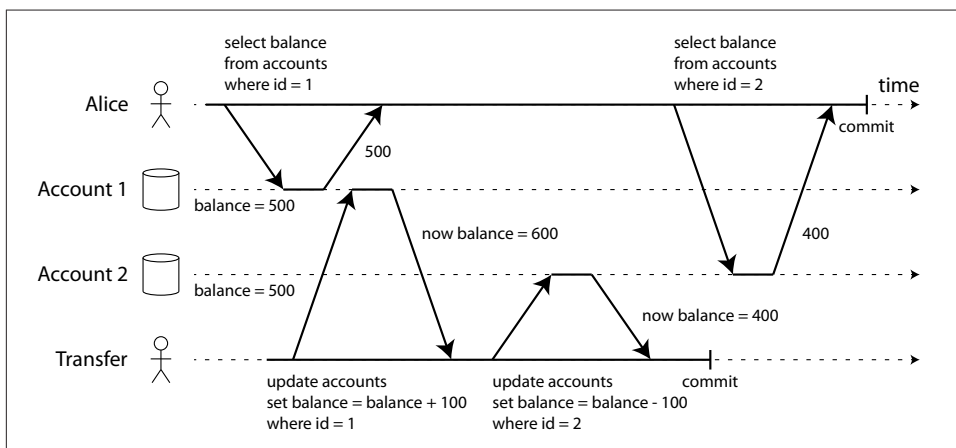 select balance
from accounts
where id = 1
select balance
from accounts
where id = 2
time
Alice
commit
500
Account 1
balance = 500
now balance = 600
400
Account 2
balance = 500
now balance = 400
Transfer
commit
update accounts
set balance = balance + 100
where id = 1
update accounts
set balance = balance - 100
where id = 2